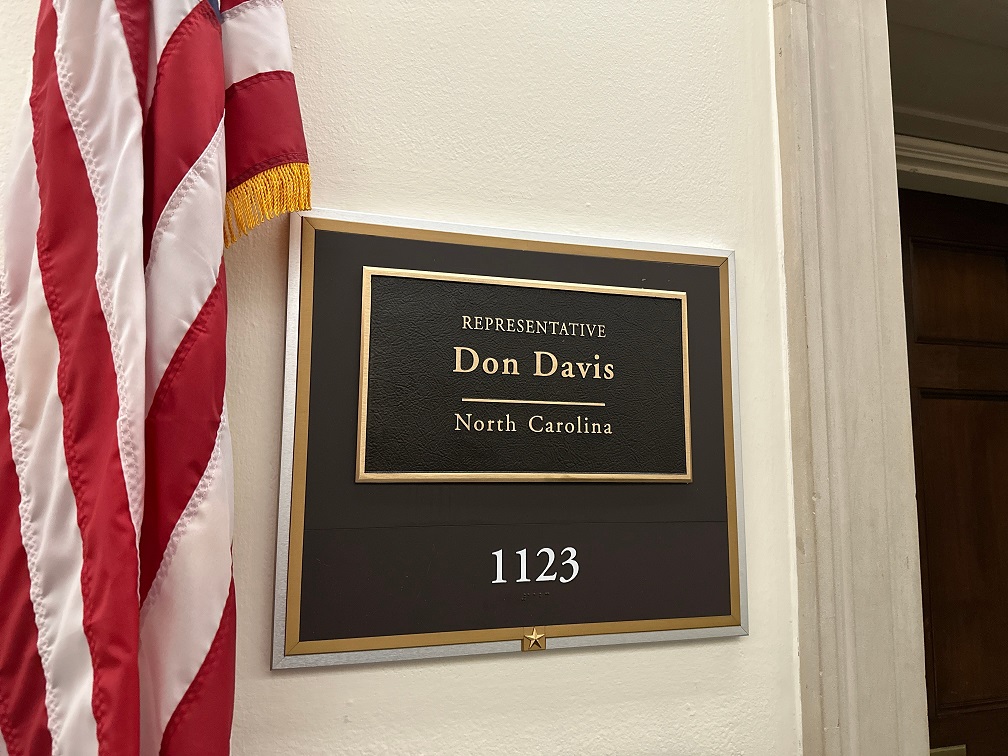 REPRESENTATIVE
Don Davis
North Carolina
1123